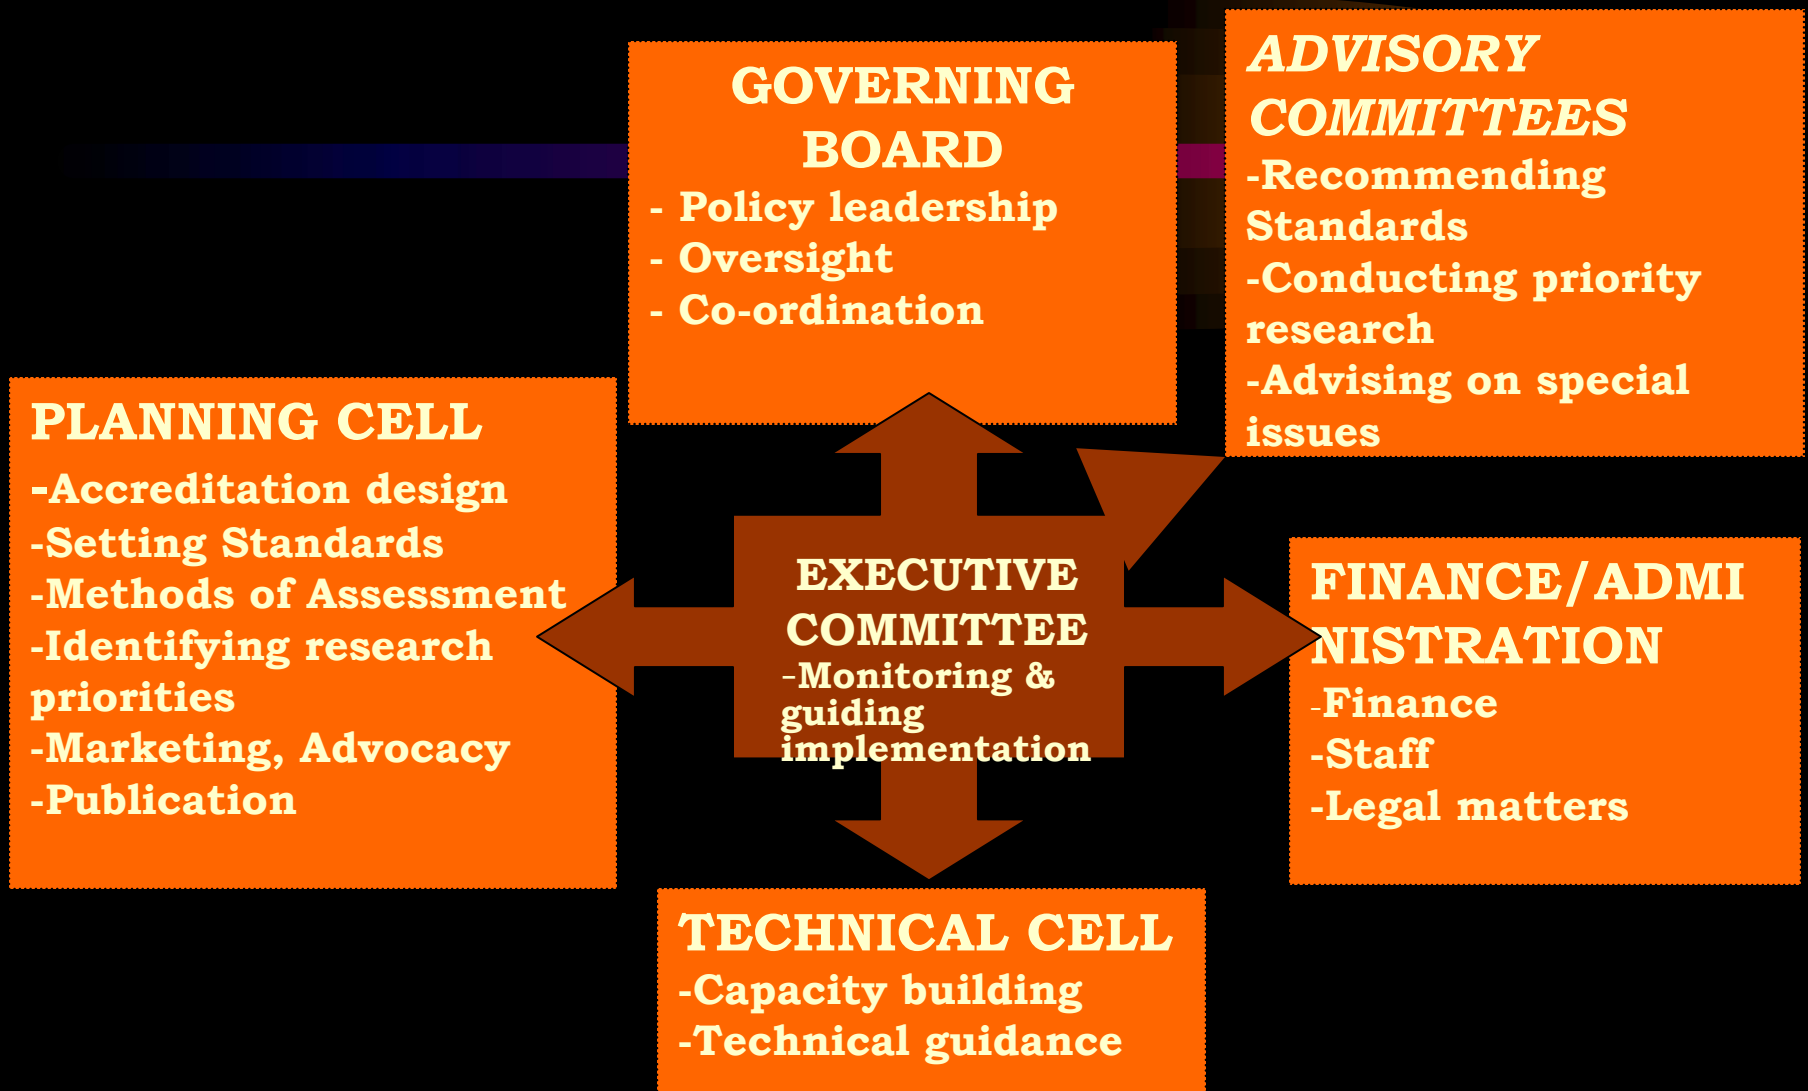 GOVERNING
BOARD
- Policy leadership
- Oversight
- Co-ordination
ADVISORY
COMMITTEES
-Recommending
Standards
-Conducting priority
research
-Advising on special
issues
PLANNING CELL
-Accreditation design
-Setting Standards
-Methods of Assessment
-Identifying research
priorities
-Marketing, Advocacy
-Publication
EXECUTIVE
COMMITTEE
-Monitoring &
guiding
implementation
FINANCE/ADMI
NISTRATION
-Finance
-Staff
-Legal matters
TECHNICAL CELL
-Capacity building
-Technical guidance